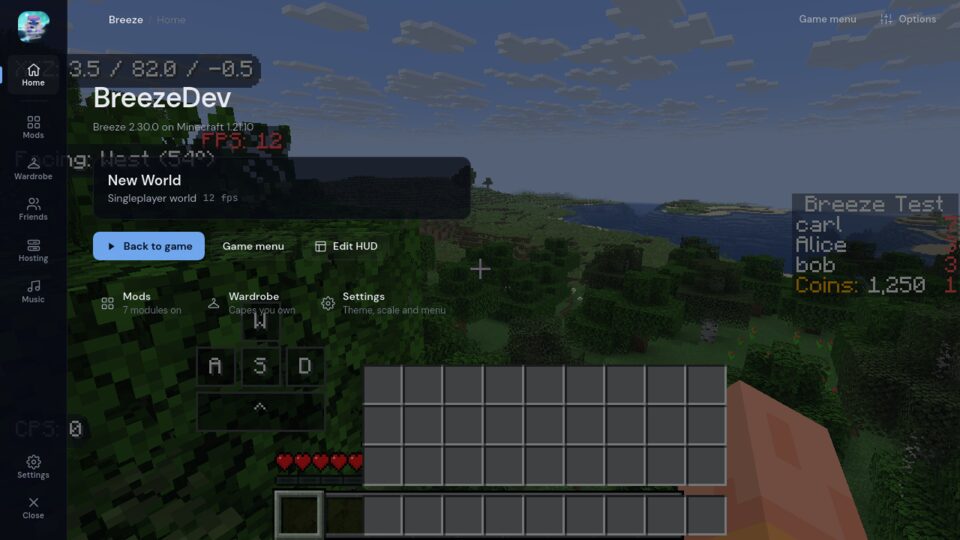 Breeze / Home
Game menu
Options
3.5 / 82.0 / -0.5
Home
BreezeDev
Breeze 2.30.0 on Minecraft 1.21.10
FPS: 12
Mods
Facing: West (54°)
Wardrobe
New World
Singleplayer world 12 fps
Friends
Breeze Test
carl
Alice
bob
Coins: 1,250 1
Hosting
Back to game
Game menu
Edit HUD
Music
Mods
7 modules on
Wardrobe
Capes you own
Settings
Theme, scale and menu
W
A S D
^
CPS: 0
Settings
Close